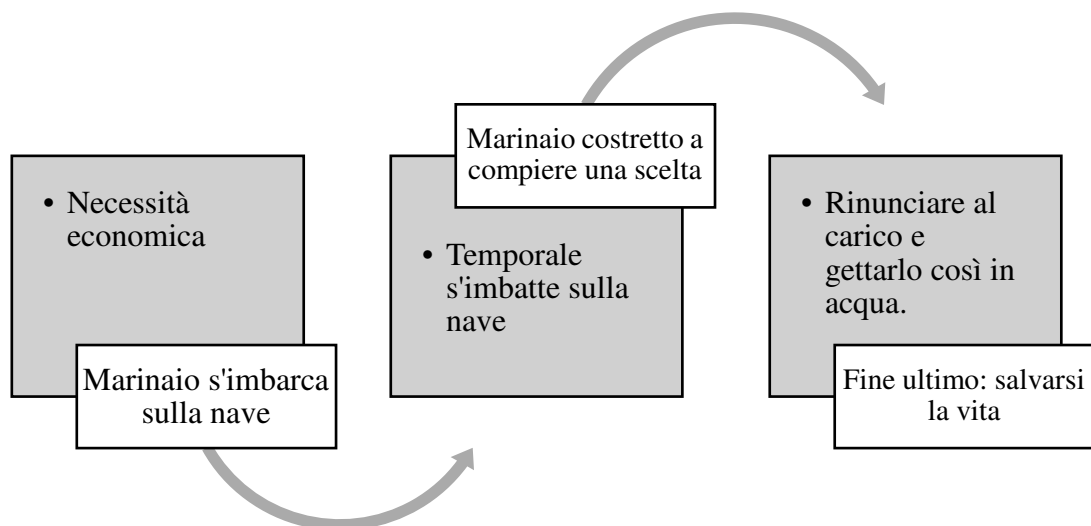 • Necessità
economica
Marinaio s'imbarca
sulla nave
Marinaio costretto a
compiere una scelta
• Temporale
s'imbatte sulla
nave
• Rinunciare al
carico e
gettarlo così in
acqua.
Fine ultimo: salvarsi
la vita